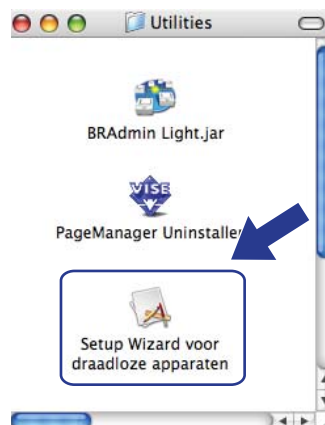 Utilities
BRAdmin Light.jar
VISE
PageManager Uninstaller
Setup Wizard voor
draadloze apparaten